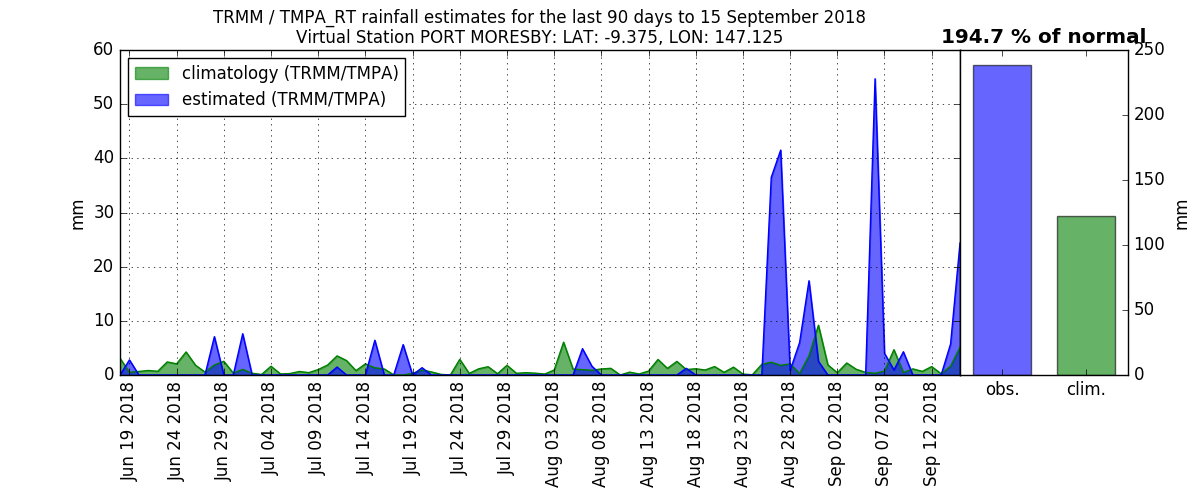 TRMM / TMPA_RT rainfall estimates for the last 90 days to 15 September 2018
Virtual Station PORT MORESBY: LAT: -9.375, LON: 147.125
194.7 % of normal
climatology (TRMM/TMPA)
estimated (TRMM/TMPA)
mm
60
50
40
30
20
10
0
Jun 19 2018
Jun 24 2018
Jun 29 2018
Jul 04 2018
Jul 09 2018
Jul 14 2018
Jul 19 2018
Jul 24 2018
Jul 29 2018
Aug 03 2018
Aug 08 2018
Aug 13 2018
Aug 18 2018
Aug 23 2018
Aug 28 2018
Sep 02 2018
Sep 07 2018
Sep 12 2018
250
200
150
100
50
0
mm
obs.
clim.